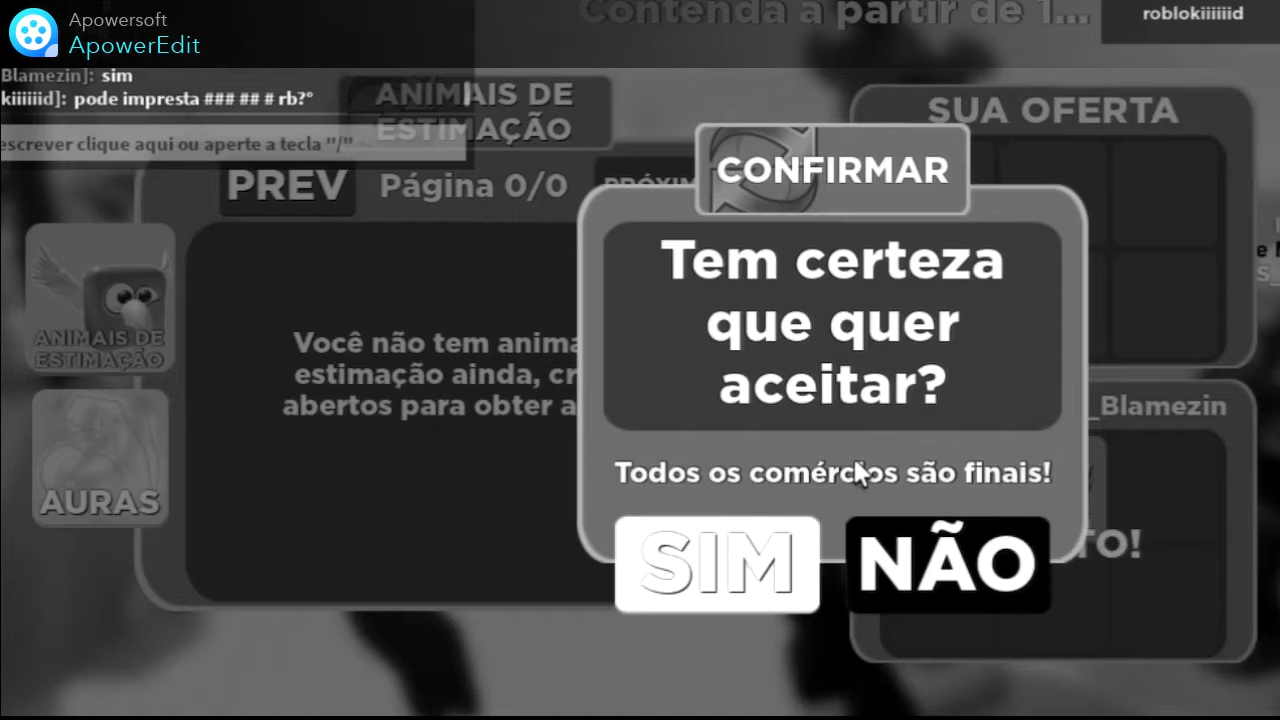 Apowersoft
ApowerEdit
Contenda a partir de 1...
roblokiiiiiid
Blamezin]: sim
kiiiiiid]: pode impresta ### ## # rb?°
escrever clique aqui ou aperte a tecla "/"
ANIMAIS DE
ESTIMAÇÃO
SUA OFERTA
PREV
Página 0/0
PRÓXIM
CONFIRMAR
Tem certeza
que quer
aceitar?
Todos os comércios são finais!
SIM
NÃO
ANIMAIS DE
ESTIMAÇÃO
AURAS
Você não tem anima
estimação ainda, cr
abertos para obter a
_Blamezin
TO!